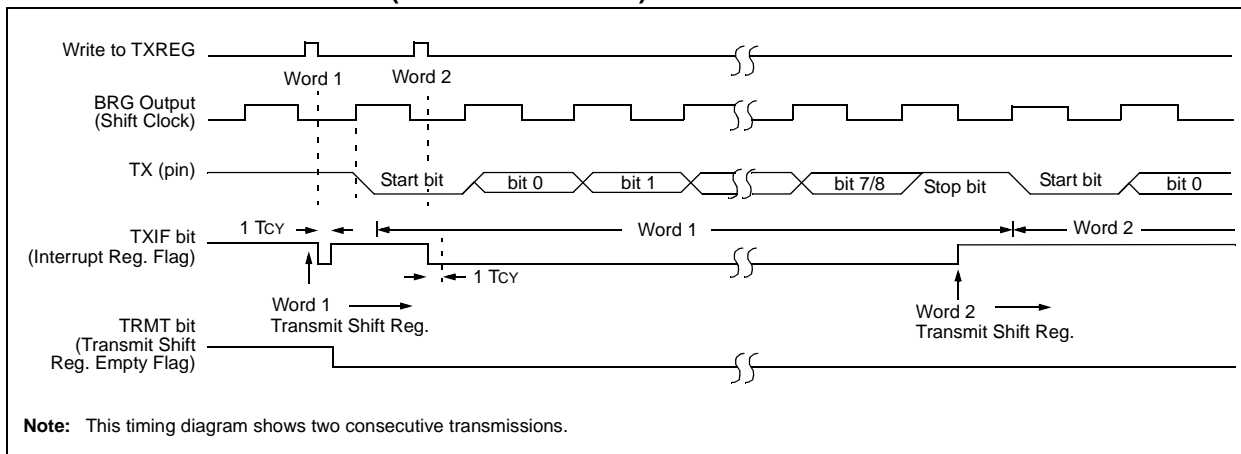 Write to TXREG
Word 1
Word 2
BRG Output
(Shift Clock)
TX (pin)
Start bit
bit 0
bit 1
bit 7/8
Stop bit
Start bit
bit 0
1 TCY
Word 1
Word 2
TXIF bit
(Interrupt Reg. Flag)
1 TCY
Word 1
Transmit Shift Reg.
Word 2
Transmit Shift Reg.
TRMT bit
(Transmit Shift
Reg. Empty Flag)
Note: This timing diagram shows two consecutive transmissions.